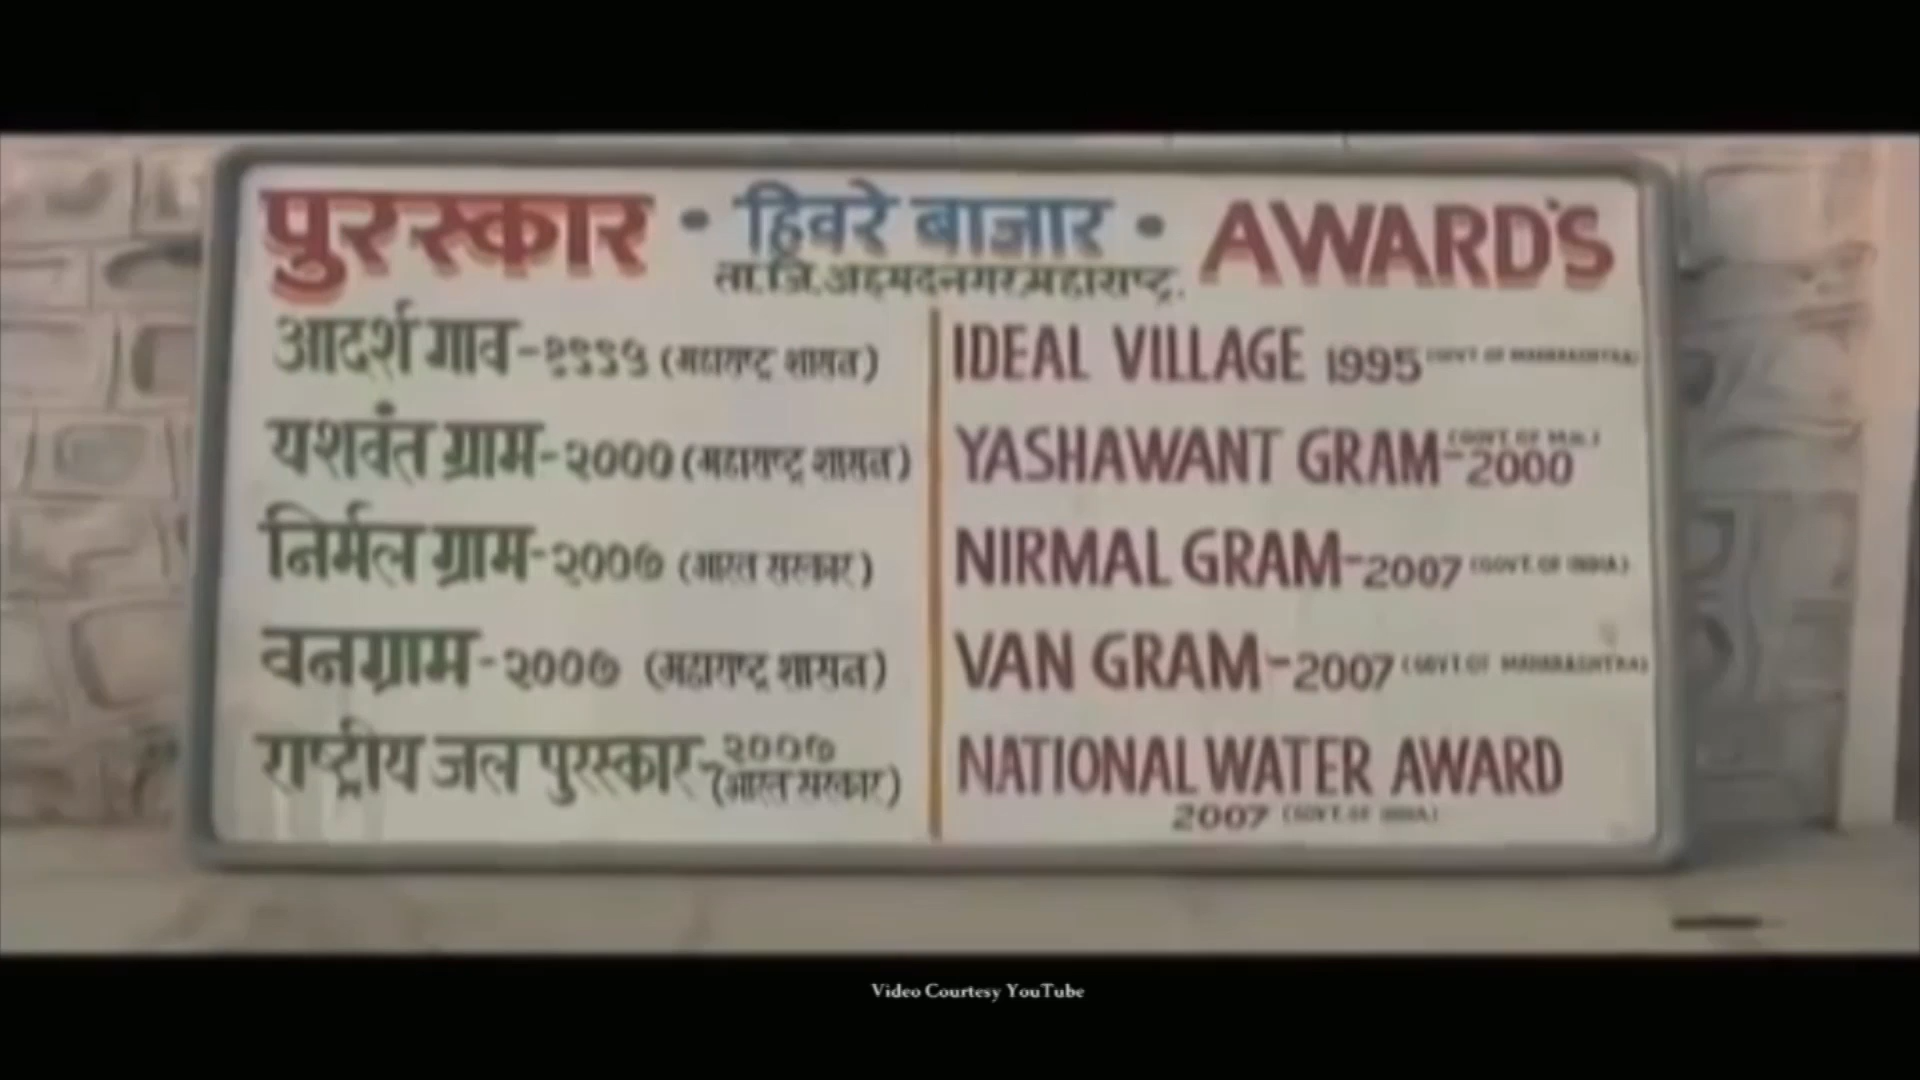 पुरस्कार • हिवरे बाजार • AWARD'S
ता.जि.अहमदनगर,महाराष्ट्र.
आदर्श गाव-१९९५ (महाराष्ट्र शासन)
यशवंत ग्राम-२००० (महाराष्ट्र शासन)
निर्मल ग्राम-२००७ (भारत सरकार)
वनग्राम-२००७ (महाराष्ट्र शासन)
राष्ट्रीय जल पुरस्कार-२००७
(भारत सरकार)
IDEAL VILLAGE 1995 (GOVT OF MAHARASHTRA)
YASHAWANT GRAM-2000 (GOVT. OF MH.)
NIRMAL GRAM-2007 (GOVT. OF INDIA)
VAN GRAM-2007 (GOVT. OF MAHARASHTRA)
NATIONAL WATER AWARD
2007 (GOVT. OF INDIA)
Video Courtesy YouTube